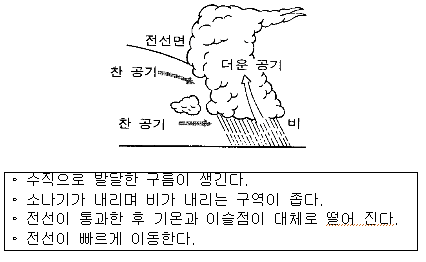 전선면
더운 공기
찬 공기
찬 공기
비
◦ 수직으로 발달한 구름이 생긴다.
◦ 소나기가 내리며 비가 내리는 구역이 좁다.
◦ 전선이 통과한 후 기온과 이슬점이 대체로 떨어 진다.
◦ 전선이 빠르게 이동한다.